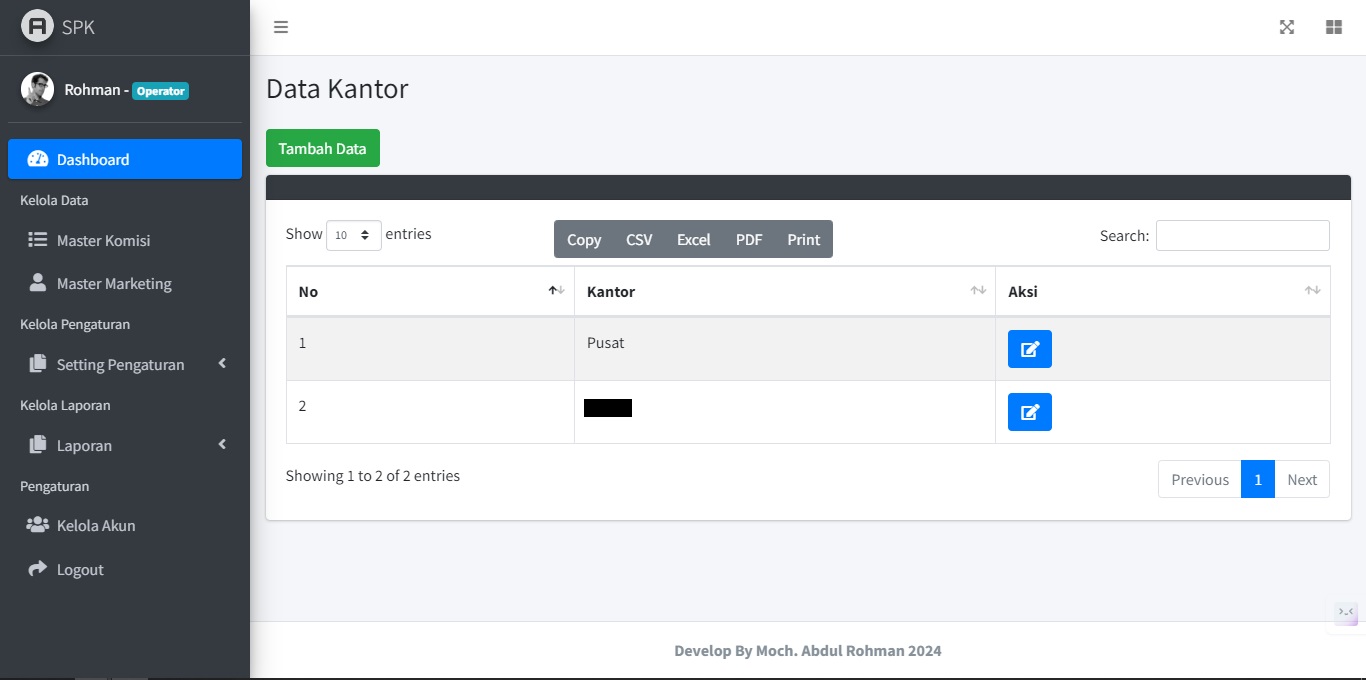 SPK
Rohman - Operator
Dashboard
Kelola Data
Master Komisi
Master Marketing
Kelola Pengaturan
Setting Pengaturan
Kelola Laporan
Laporan
Pengaturan
Kelola Akun
Logout
Data Kantor
Tambah Data
Show 10 entries
Copy CSV Excel PDF Print
Search:
No Kantor Aksi
1 Pusat
2
Showing 1 to 2 of 2 entries
Previous 1 Next
Develop By Moch. Abdul Rohman 2024